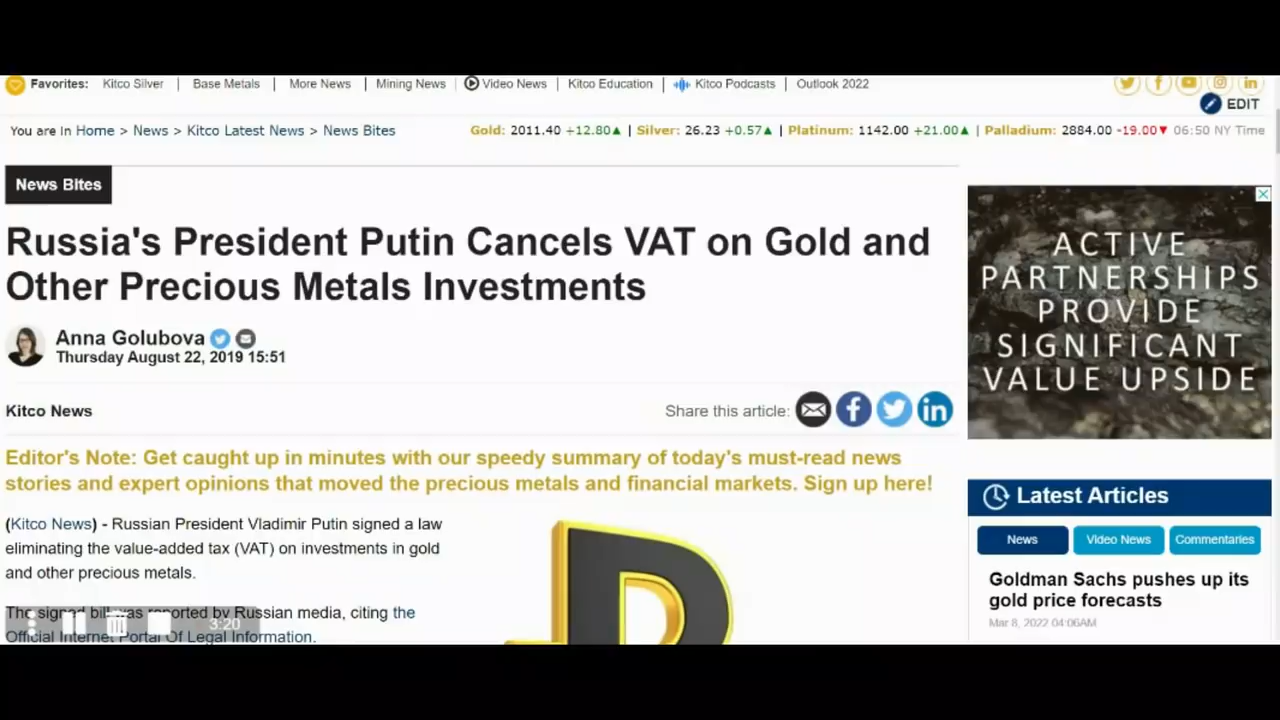 Favorites: Kitco Silver | Base Metals | More News | Mining News | Video News | Kitco Education | Kitco Podcasts | Outlook 2022
EDIT
You are In Home > News > Kitco Latest News > News Bites
Gold: 2011.40 +12.80▲ | Silver: 26.23 +0.57▲ | Platinum: 1142.00 +21.00▲ | Palladium: 2884.00 -19.00▼ 06:50 NY Time
News Bites
Russia's President Putin Cancels VAT on Gold and
Other Precious Metals Investments
Anna Golubova
Thursday August 22, 2019 15:51
Kitco News
Share this article:
Editor's Note: Get caught up in minutes with our speedy summary of today's must-read news
stories and expert opinions that moved the precious metals and financial markets. Sign up here!
(Kitco News) - Russian President Vladimir Putin signed a law
eliminating the value-added tax (VAT) on investments in gold
and other precious metals.
The signed bill was reported by Russian media, citing the
Official Internet Portal Of Legal Information.
3:20
ACTIVE
PARTNERSHIPS
PROVIDE
SIGNIFICANT
VALUE UPSIDE
Latest Articles
News
Video News
Commentaries
Goldman Sachs pushes up its
gold price forecasts
Mar 8, 2022 04:06AM